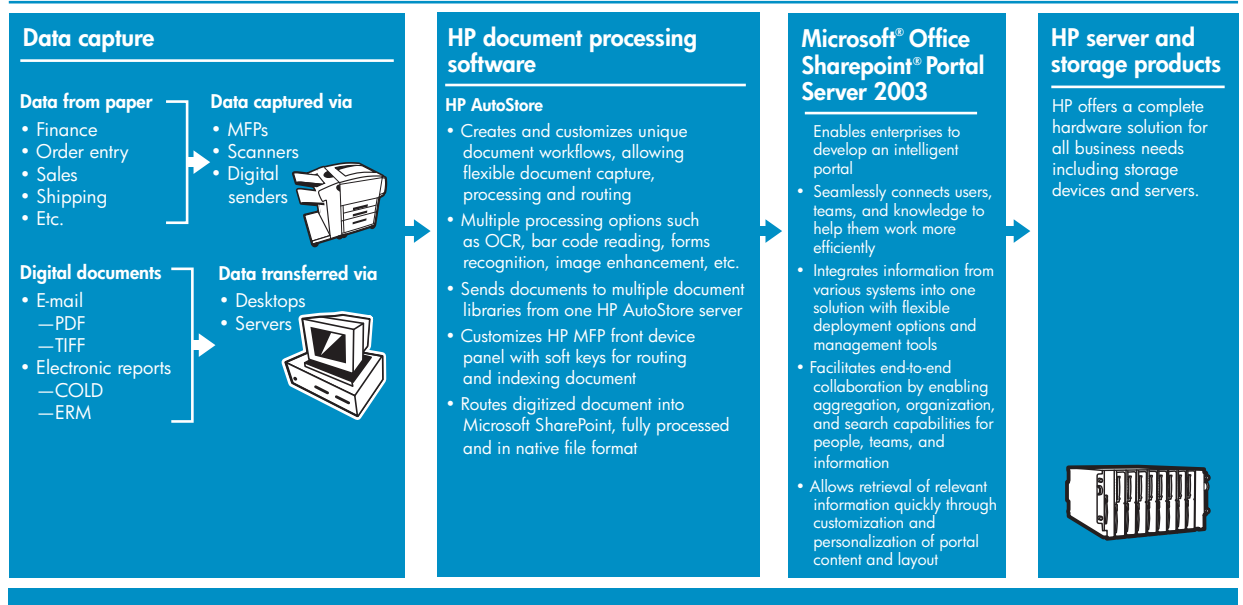 Data capture
Data from paper
• Finance
• Order entry
• Sales
• Shipping
• Etc.
Data captured via
• MFPs
• Scanners
• Digital
senders
Digital documents
• E-mail
—PDF
—TIFF
• Electronic reports
—COLD
—ERM
Data transferred via
• Desktops
• Servers
HP document processing
software
HP AutoStore
• Creates and customizes unique
document workflows, allowing
flexible document capture,
processing and routing
• Multiple processing options such
as OCR, bar code reading, forms
recognition, image enhancement, etc.
• Sends documents to multiple document
libraries from one HP AutoStore server
• Customizes HP MFP front device
panel with soft keys for routing
and indexing document
• Routes digitized document into
Microsoft SharePoint, fully processed
and in native file format
Microsoft® Office
Sharepoint® Portal
Server 2003
Enables enterprises to
develop an intelligent
portal
• Seamlessly connects users,
teams, and knowledge to
help them work more
efficiently
• Integrates information from
various systems into one
solution with flexible
deployment options and
management tools
• Facilitates end-to-end
collaboration by enabling
aggregation, organization,
and search capabilities for
people, teams, and
information
• Allows retrieval of relevant
information quickly through
customization and
personalization of portal
content and layout
HP server and
storage products
HP offers a complete
hardware solution for
all business needs
including storage
devices and servers.